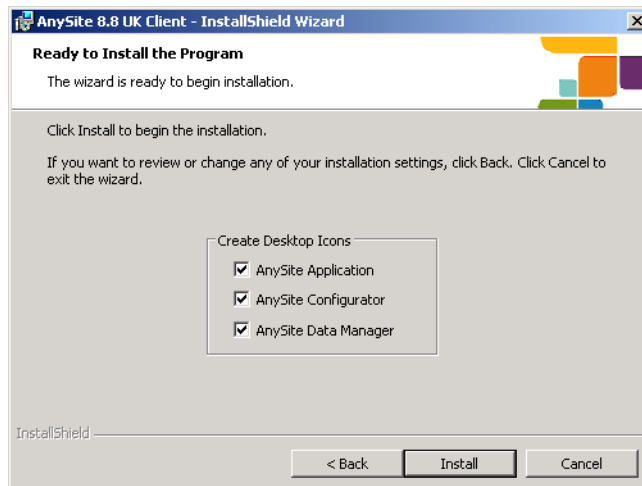 AnySite 8.8 UK Client - InstallShield Wizard
Ready to Install the Program
The wizard is ready to begin installation.
Click Install to begin the installation.
If you want to review or change any of your installation settings, click Back. Click Cancel to
exit the wizard.
Create Desktop Icons
AnySite Application
AnySite Configurator
AnySite Data Manager
InstallShield
< Back
Install
Cancel